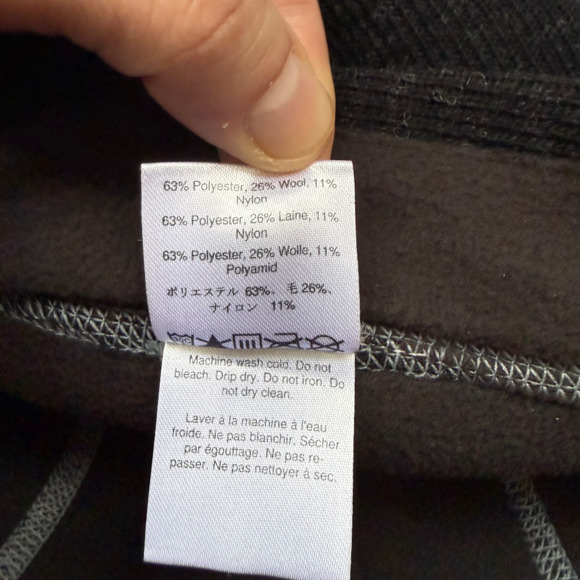 63% Polyester, 26% Wool, 11%
Nylon
63% Polyester, 26% Laine, 11%
Nylon
63% Polyester, 26% Wolle, 11%
Polyamid
ポリエステル 63%、毛 26%、
ナイロン 11%
Machine wash cold. Do not
bleach. Drip dry. Do not iron. Do
not dry clean.
Laver à la machine à l'eau
froide. Ne pas blanchir. Sécher
par égouttage. Ne pas re-
passer. Ne pas nettoyer à sec.